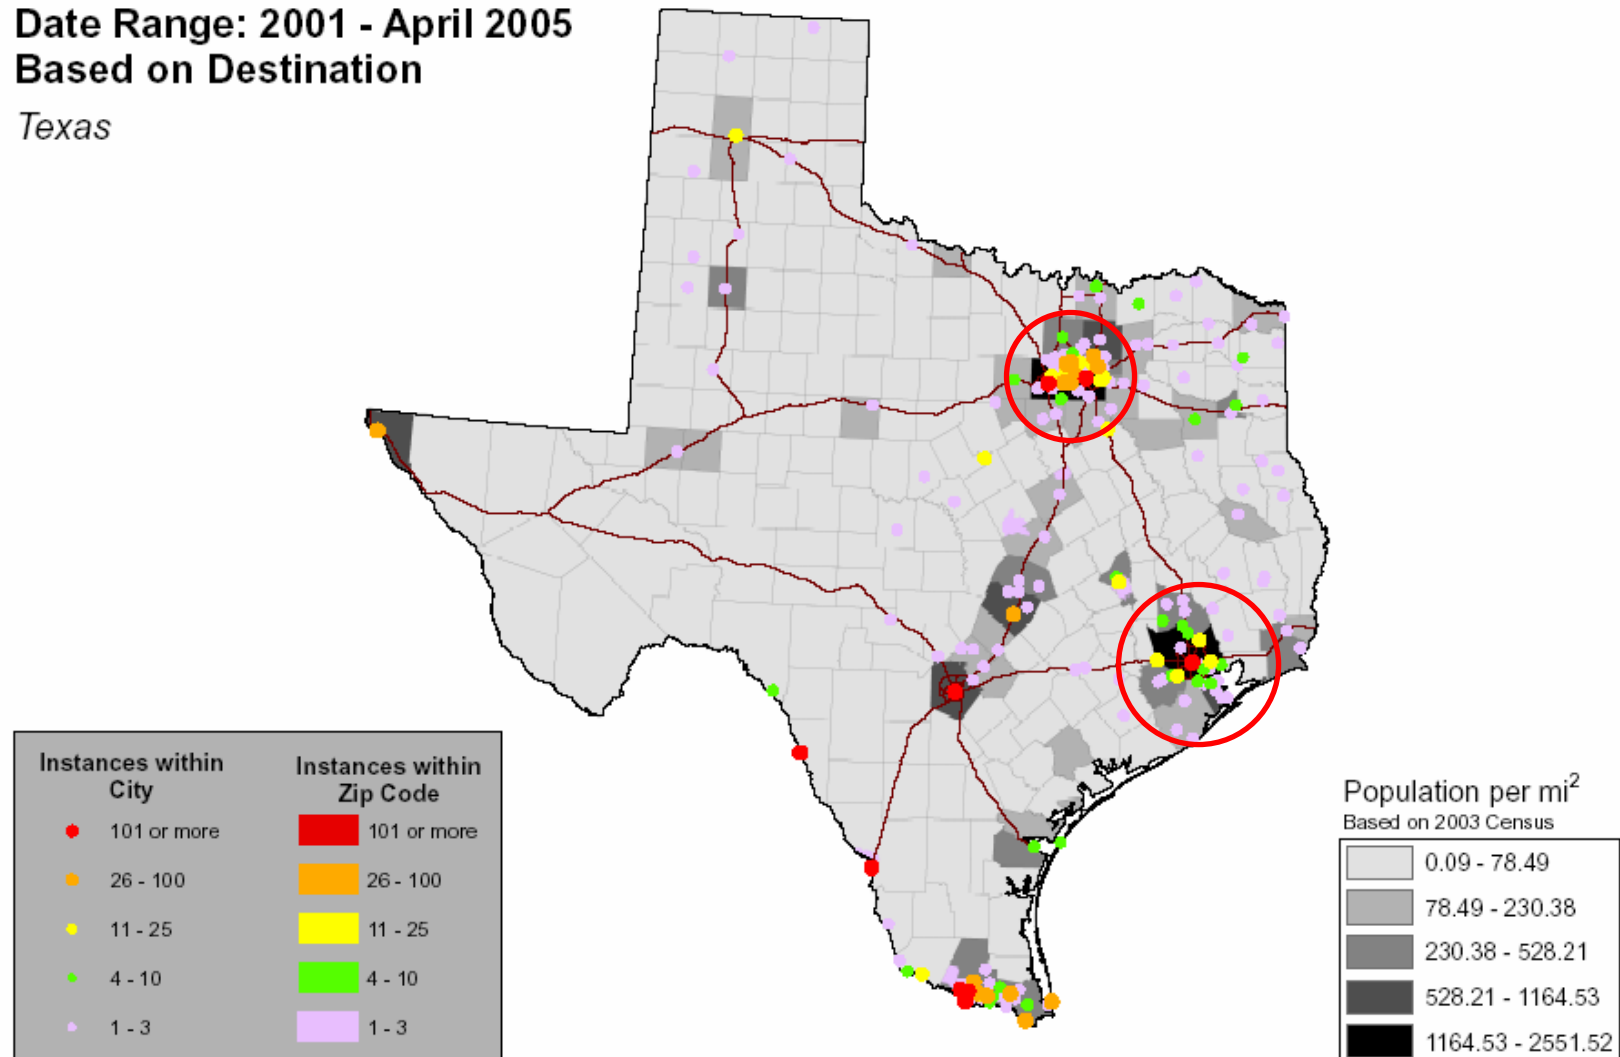 Date Range: 2001 - April 2005
Based on Destination
Texas
Instances within
City
101 or more
26 - 100
11 - 25
4 - 10
1 - 3
Instances within
Zip Code
101 or more
26 - 100
11 - 25
4 - 10
1 - 3
Population per mi²
Based on 2003 Census
0.09 - 78.49
78.49 - 230.38
230.38 - 528.21
528.21 - 1164.53
1164.53 - 2551.52